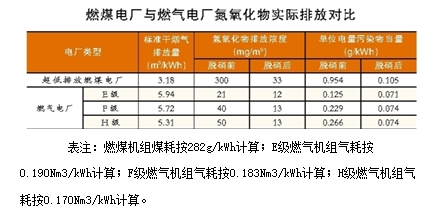 燃煤电厂与燃气电厂氮氧化物实际排放对比
电厂类型 标准干烟气排放量 (m³/kWh) 氮氧化物排放浓度 (mg/m³) 单位电量污染物当量 (g/kWh)
脱硝前 脱硝后 脱硝前 脱硝后
超低排放燃煤电厂 3.18 300 33 0.954 0.105
燃气电厂
E级 5.94 21 12 0.125 0.071
F级 5.72 40 13 0.229 0.074
H级 5.31 50 13 0.266 0.074
表注：燃煤机组煤耗按282g/kWh计算；E级燃气机组气耗按
0.190Nm3/kWh计算；F级燃气机组气耗按0.183Nm3/kWh计算；H级燃气机组气
耗按0.170Nm3/kWh计算。